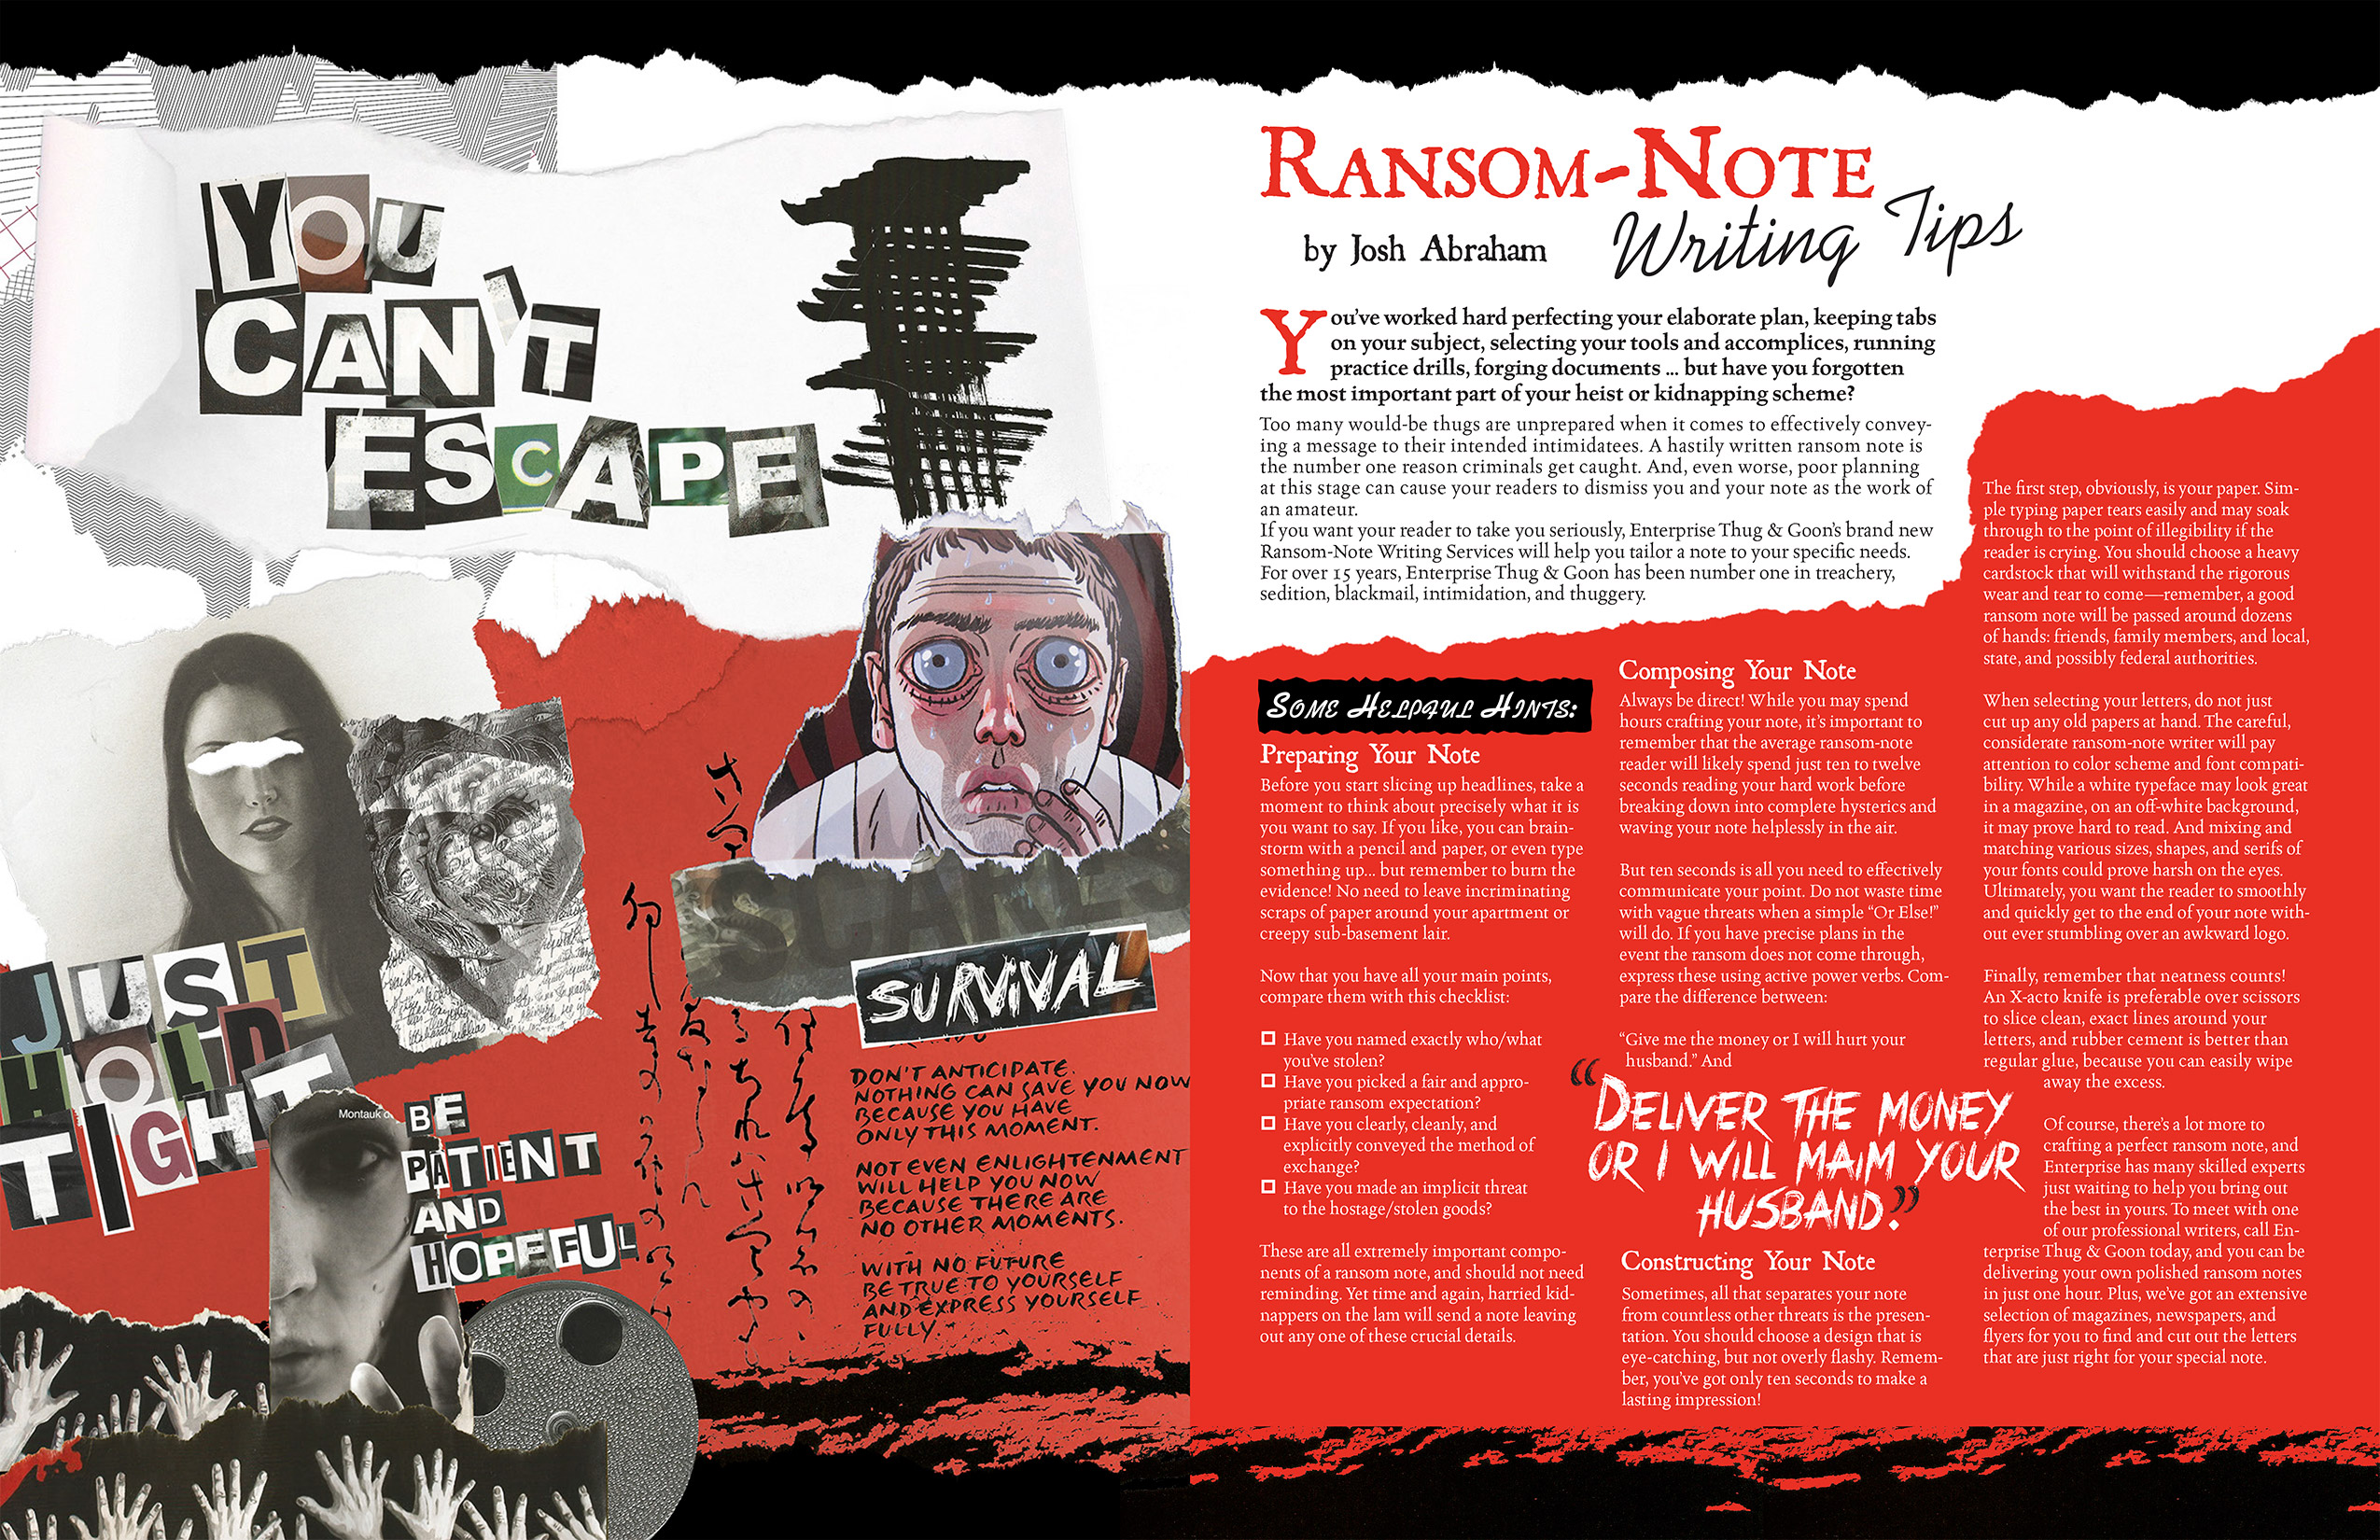 YOU
CAN'T
ESCAPE
JUST
HOLD
TIGHT
Montauk
BE
PATIENT
AND
HOPEFUL
SCARES
SURVIVAL
DON'T ANTICIPATE.
NOTHING CAN SAVE YOU NOW
BECAUSE YOU HAVE
ONLY THIS MOMENT.
NOT EVEN ENLIGHTENMENT
WILL HELP YOU NOW
BECAUSE THERE ARE
NO OTHER MOMENTS.
WITH NO FUTURE
BE TRUE TO YOURSELF
AND EXPRESS YOURSELF
FULLY.
RANSOM-NOTE
Writing Tips
by Josh Abraham
You've worked hard perfecting your elaborate plan, keeping tabs
on your subject, selecting your tools and accomplices, running
practice drills, forging documents ... but have you forgotten
the most important part of your heist or kidnapping scheme?
Too many would-be thugs are unprepared when it comes to effectively convey-
ing a message to their intended intimidatees. A hastily written ransom note is
the number one reason criminals get caught. And, even worse, poor planning
at this stage can cause your readers to dismiss you and your note as the work of
an amateur.
If you want your reader to take you seriously, Enterprise Thug & Goon's brand new
Ransom-Note Writing Services will help you tailor a note to your specific needs.
For over 15 years, Enterprise Thug & Goon has been number one in treachery,
sedition, blackmail, intimidation, and thuggery.
SOME HELPFUL HINTS:
Preparing Your Note
Before you start slicing up headlines, take a
moment to think about precisely what it is
you want to say. If you like, you can brain-
storm with a pencil and paper, or even type
something up... but remember to burn the
evidence! No need to leave incriminating
scraps of paper around your apartment or
creepy sub-basement lair.
Now that you have all your main points,
compare them with this checklist:
Have you named exactly who/what
you've stolen?
Have you picked a fair and appro-
priate ransom expectation?
Have you clearly, cleanly, and
explicitly conveyed the method of
exchange?
Have you made an implicit threat
to the hostage/stolen goods?
These are all extremely important compo-
nents of a ransom note, and should not need
reminding. Yet time and again, harried kid-
nappers on the lam will send a note leaving
out any one of these crucial details.
Composing Your Note
Always be direct! While you may spend
hours crafting your note, it's important to
remember that the average ransom-note
reader will likely spend just ten to twelve
seconds reading your hard work before
breaking down into complete hysterics and
waving your note helplessly in the air.
But ten seconds is all you need to effectively
communicate your point. Do not waste time
with vague threats when a simple “Or Else!”
will do. If you have precise plans in the
event the ransom does not come through,
express these using active power verbs. Com-
pare the difference between:
“Give me the money or I will hurt your
husband.” And
“DELIVER THE MONEY
OR I WILL MAIM YOUR
HUSBAND.”
Constructing Your Note
Sometimes, all that separates your note
from countless other threats is the presen-
tation. You should choose a design that is
eye-catching, but not overly flashy. Remem-
ber, you've got only ten seconds to make a
lasting impression!
The first step, obviously, is your paper. Sim-
ple typing paper tears easily and may soak
through to the point of illegibility if the
reader is crying. You should choose a heavy
cardstock that will withstand the rigorous
wear and tear to come—remember, a good
ransom note will be passed around dozens
of hands: friends, family members, and local,
state, and possibly federal authorities.
When selecting your letters, do not just
cut up any old papers at hand. The careful,
considerate ransom-note writer will pay
attention to color scheme and font compati-
bility. While a white typeface may look great
in a magazine, on an off-white background,
it may prove hard to read. And mixing and
matching various sizes, shapes, and serifs of
your fonts could prove harsh on the eyes.
Ultimately, you want the reader to smoothly
and quickly get to the end of your note with-
out ever stumbling over an awkward logo.
Finally, remember that neatness counts!
An X-acto knife is preferable over scissors
to slice clean, exact lines around your
letters, and rubber cement is better than
regular glue, because you can easily wipe
away the excess.
Of course, there's a lot more to
crafting a perfect ransom note, and
Enterprise has many skilled experts
just waiting to help you bring out
the best in yours. To meet with one
of our professional writers, call En-
terprise Thug & Goon today, and you can be
delivering your own polished ransom notes
in just one hour. Plus, we've got an extensive
selection of magazines, newspapers, and
flyers for you to find and cut out the letters
that are just right for your special note.